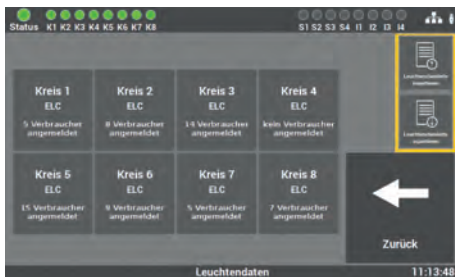 Status K1 K2 K3 K4 K5 K6 K7 K8
S1 S2 S3 S4 I1 I2 I3 I4
Kreis 1
ELC
5 Verbraucher
angemeldet
Kreis 2
ELC
8 Verbraucher
angemeldet
Kreis 3
ELC
14 Verbraucher
angemeldet
Kreis 4
ELC
kein Verbraucher
angemeldet
Kreis 5
ELC
15 Verbraucher
angemeldet
Kreis 6
ELC
9 Verbraucher
angemeldet
Kreis 7
ELC
5 Verbraucher
angemeldet
Kreis 8
ELC
7 Verbraucher
angemeldet
Zurück
Leuchtendaten
11:13:48